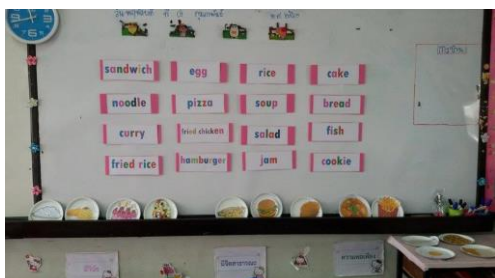 sandwich egg rice cake
noodle pizza soup bread
curry fried chicken salad fish
fried rice hamburger jam cookie